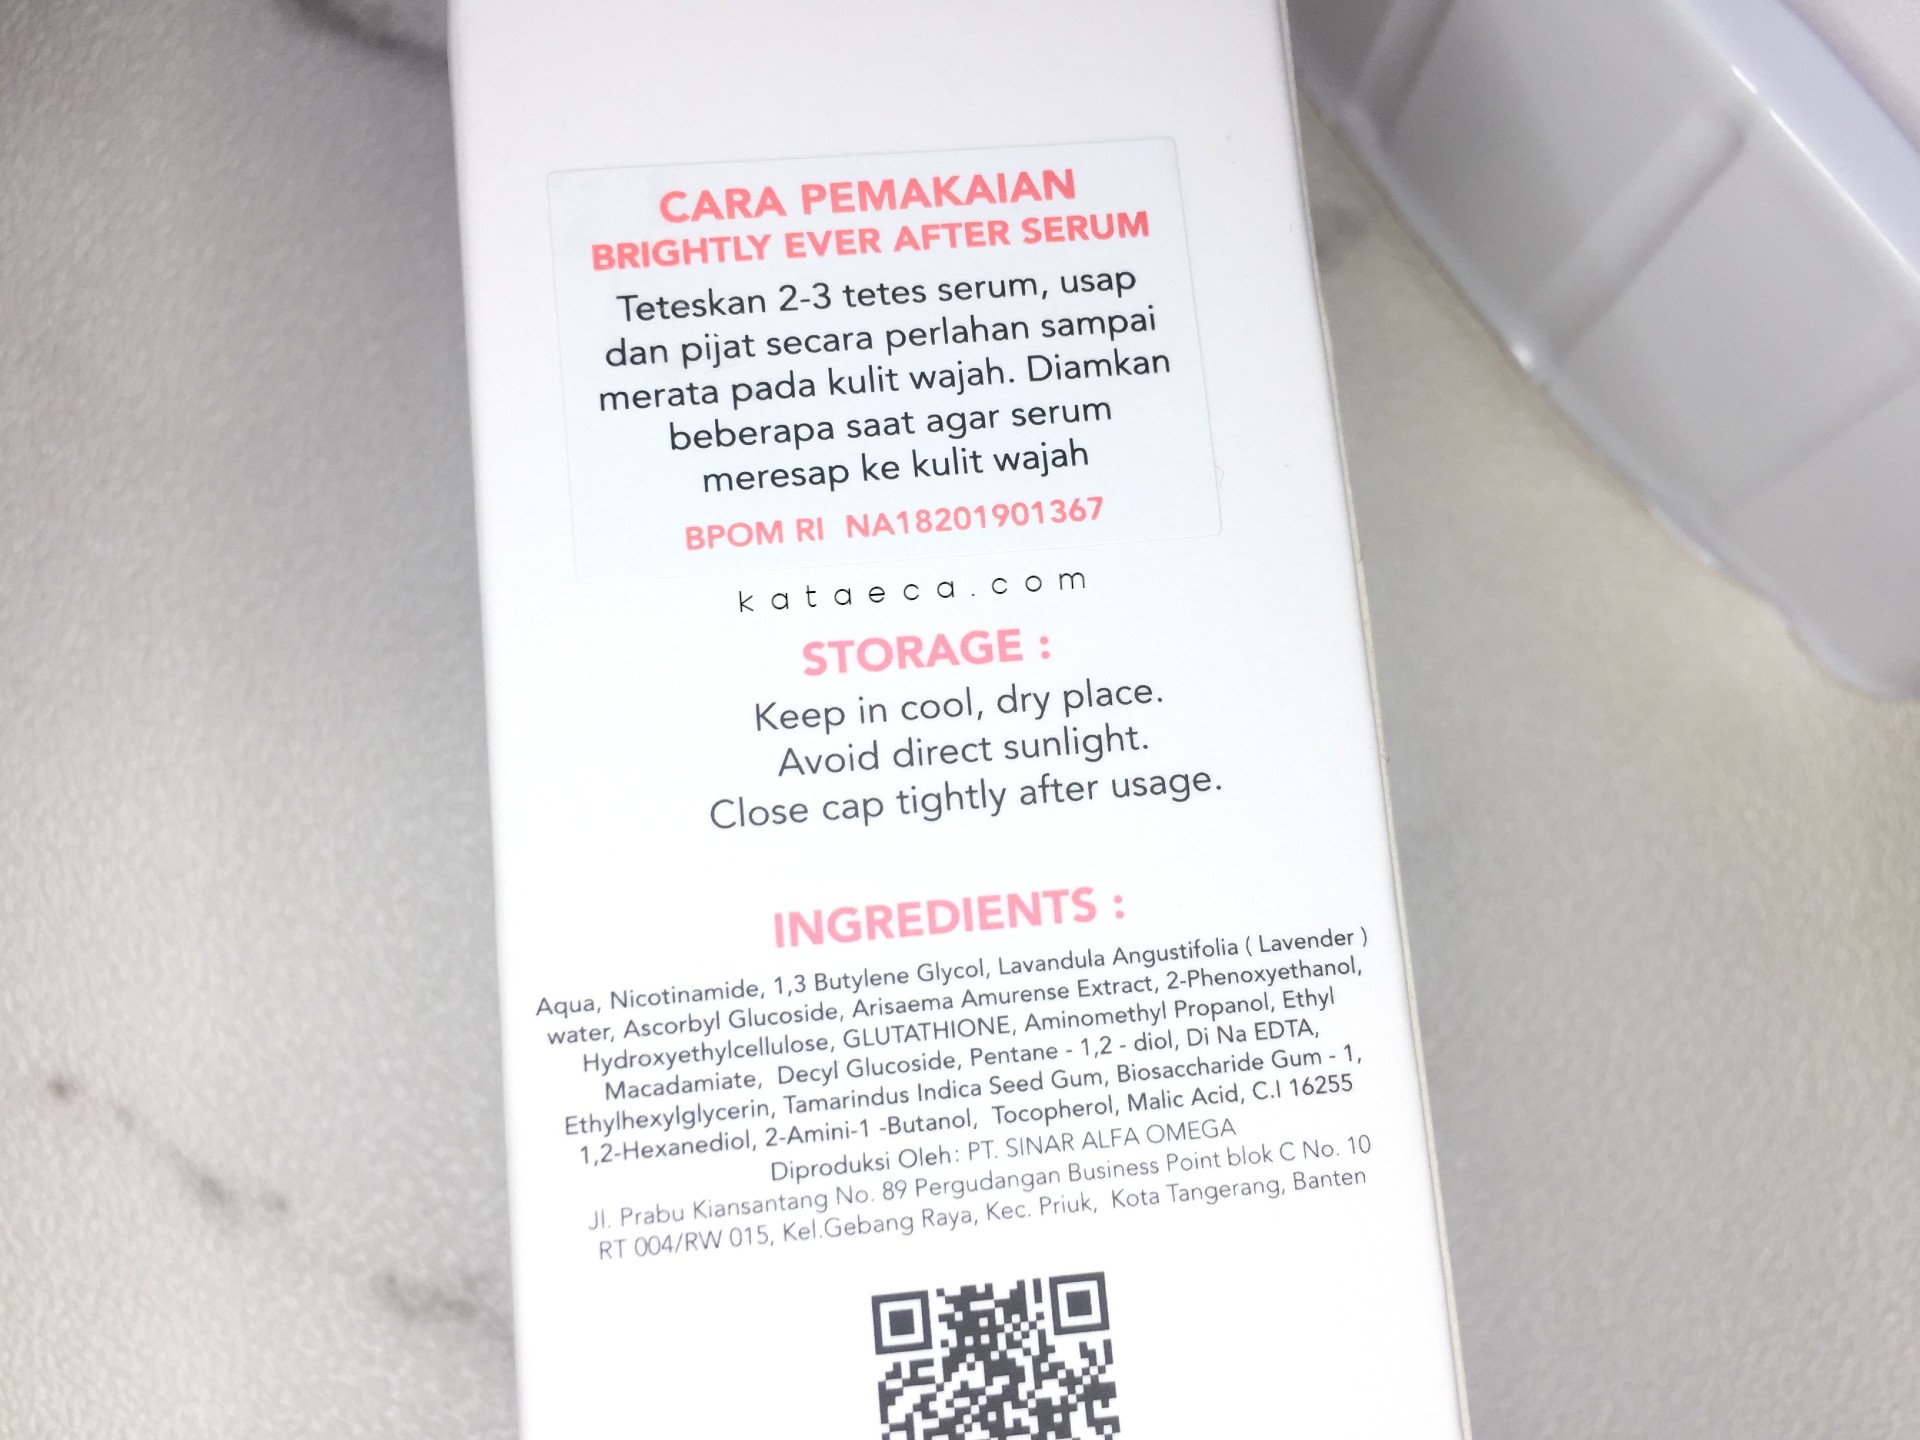 CARA PEMAKAIAN
BRIGHTLY EVER AFTER SERUM
Teteskan 2-3 tetes serum, usap
dan pijat secara perlahan sampai
merata pada kulit wajah. Diamkan
beberapa saat agar serum
meresap ke kulit wajah
BPOM RI NA18201901367
kataeca.com
STORAGE :
Keep in cool, dry place.
Avoid direct sunlight.
Close cap tightly after usage.
INGREDIENTS :
Aqua, Nicotinamide, 1,3 Butylene Glycol, Lavandula Angustifolia ( Lavender )
water, Ascorbyl Glucoside, Arisaema Amurense Extract, 2-Phenoxyethanol,
Hydroxyethylcellulose, GLUTATHIONE, Aminomethyl Propanol, Ethyl
Macadamiate, Decyl Glucoside, Pentane - 1,2 - diol, Di Na EDTA,
Ethylhexylglycerin, Tamarindus Indica Seed Gum, Biosaccharide Gum - 1,
1,2-Hexanediol, 2-Amini-1 -Butanol, Tocopherol, Malic Acid, C.I 16255
Diproduksi Oleh: PT. SINAR ALFA OMEGA
Jl. Prabu Kiansantang No. 89 Pergudangan Business Point blok C No. 10
RT 004/RW 015, Kel.Gebang Raya, Kec. Priuk, Kota Tangerang, Banten